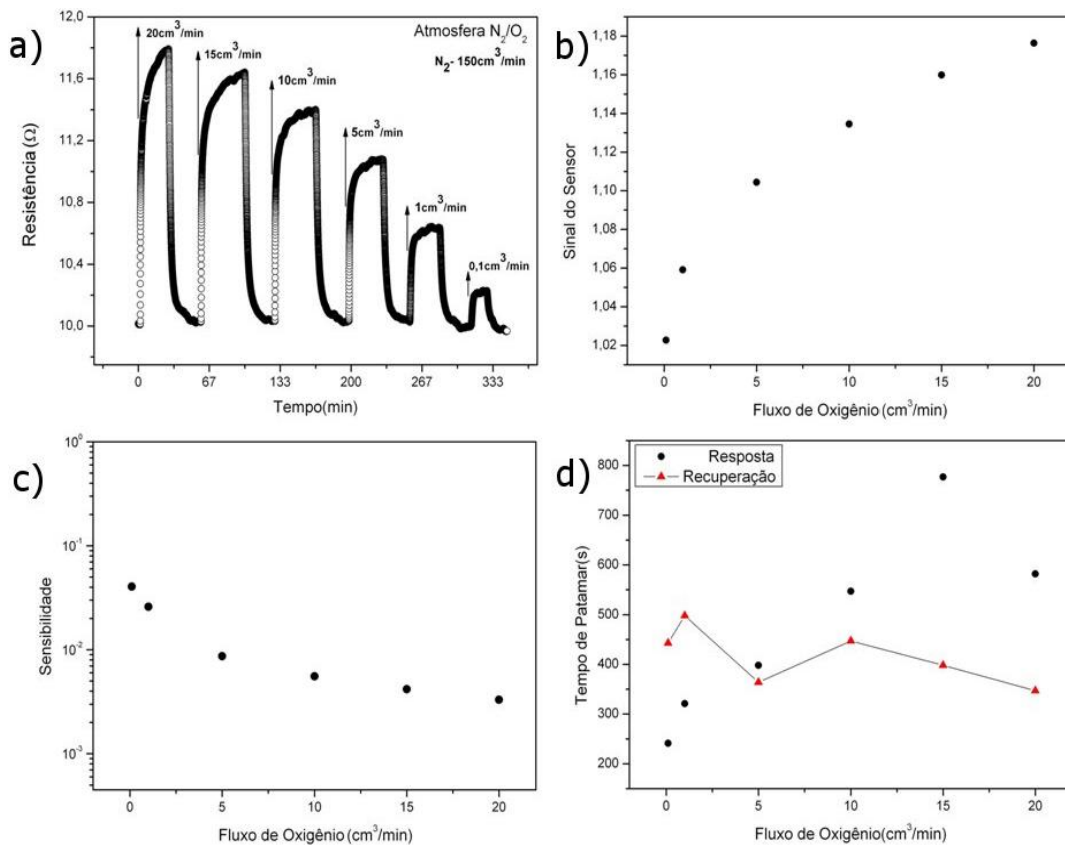 a)
12,0
11,6
11,2
10,8
10,4
10,0
Resistência (Ω)
20cm³/min
15cm³/min
10cm³/min
5cm³/min
1cm³/min
0,1cm³/min
Atmosfera N₂/O₂
N₂- 150cm³/min
0 67 133 200 267 333
Tempo(min)
b)
1,18
1,16
1,14
1,12
1,10
1,08
1,06
1,04
1,02
Sinal do Sensor
0 5 10 15 20
Fluxo de Oxigênio (cm³/min)
c)
10⁰
10⁻¹
10⁻²
10⁻³
Sensibilidade
0 5 10 15 20
Fluxo de Oxigênio (cm³/min)
d)
Resposta
Recuperação
800
700
600
500
400
300
200
Tempo de Patamar(s)
0 5 10 15 20
Fluxo de Oxigênio(cm³/min)